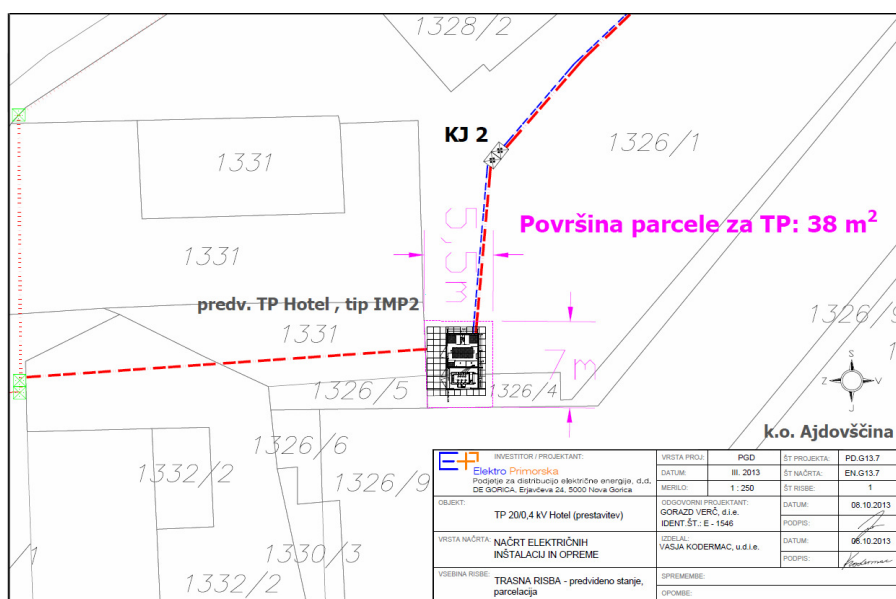 1328/2
KJ 2
1326/1
1331
5,5m
Površina parcele za TP: 38 m²
1331
predv. TP Hotel , tip IMP2
1326/9
1331
7m
S
Z
V
J
1326/5
1326/4
k.o. Ajdovščina
1326/6
1332/2
1326/9
1330/3
1332/2
E+
INVESTITOR / PROJEKTANT:
Elektro Primorska
Podjetje za distribucijo električne energije, d.d.
DE GORICA, Erjavčeva 24, 5000 Nova Gorica
VRSTA PROJ: PGD
ŠT PROJEKTA: PD.G13.7
DATUM: III. 2013
ŠT NAČRTA: EN.G13.7
MERILO: 1 : 250
ŠT RISBE: 1
OBJEKT:
TP 20/0,4 kV Hotel (prestavitev)
ODGOVORNI PROJEKTANT:
GORAZD VERČ, d.i.e.
IDENT.ŠT.: E - 1546
DATUM: 08.10.2013
PODPIS:
VRSTA NAČRTA: NAČRT ELEKTRIČNIH
INŠTALACIJ IN OPREME
IZDELAL:
VASJA KODERMAC, u.d.i.e.
DATUM: 08.10.2013
PODPIS:
VSEBINA RISBE: TRASNA RISBA - predvideno stanje,
parcelacija
SPREMEMBE:
OPOMBE: